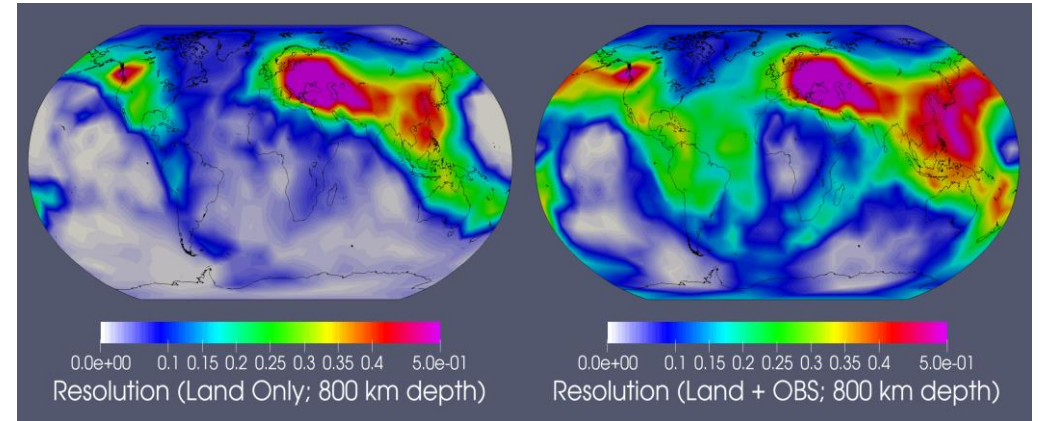 0.0e+00 0.1 0.15 0.2 0.25 0.3 0.35 0.4 5.0e-01
Resolution (Land Only; 800 km depth)
0.0e+00 0.1 0.15 0.2 0.25 0.3 0.35 0.4 5.0e-01
Resolution (Land + OBS; 800 km depth)